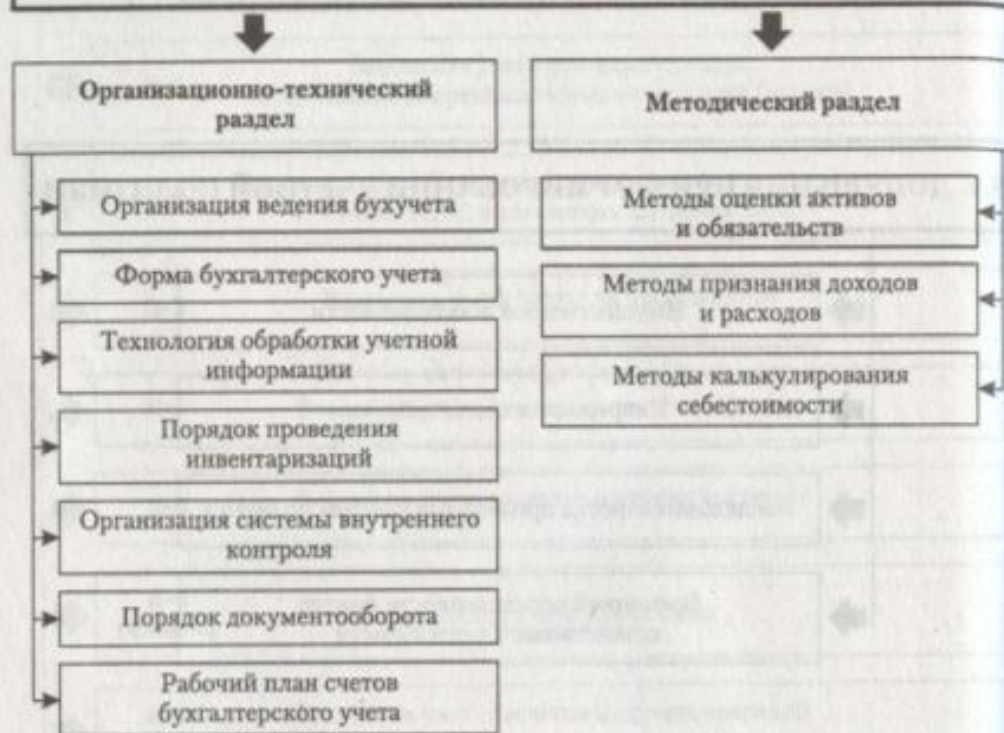 Организационно-технический
раздел
Организация ведения бухучета
Форма бухгалтерского учета
Технология обработки учетной
информации
Порядок проведения
инвентаризаций
Организация системы внутреннего
контроля
Порядок документооборота
Рабочий план счетов
бухгалтерского учета
Методический раздел
Методы оценки активов
и обязательств
Методы признания доходов
и расходов
Методы калькулирования
себестоимости